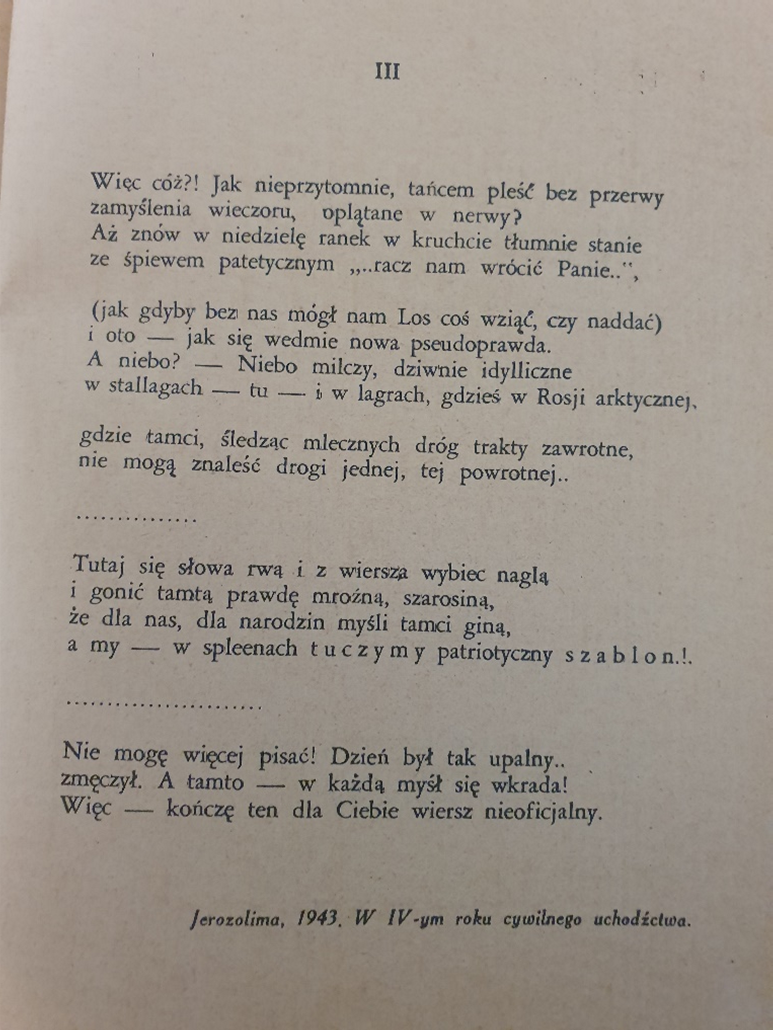 III
Więc cóż?! Jak nieprzytomnie, tańcem pleść bez przerwy
zamyślenia wieczoru, oplątane w nerwy?
Aż znów w niedzielę ranek w kruchcie tłumnie stanie
ze śpiewem patetycznym „..racz nam wrócić Panie..",
(jak gdyby bez nas mógł nam Los coś wziąć, czy naddać)
i oto — jak się wedmie nowa pseudoprawda.
A niebo? — Niebo milczy, dziwnie idylliczne
w stallagach — tu — i w lagrach, gdzieś w Rosji arktycznej,
gdzie tamci, śledząc mlecznych dróg trakty zawrotne,
nie mogą znaleść drogi jednej, tej powrotnej..
...............
Tutaj się słowa rwą i z wiersza wybiec naglą
i gonić tamtą prawdę mroźną, szarosiną,
że dla nas, dla narodzin myśli tamci giną,
a my — w spleenach t u c z y m y patriotyczny s z a b l o n.!.
........................
Nie mogę więcej pisać! Dzień był tak upalny..
zmęczył. A tamto — w każdą myśł się wkrada!
Więc — kończę ten dla Ciebie wiersz nieoficjalny.
Jerozolima, 1943. W IV-ym roku cywilnego uchodźctwa.